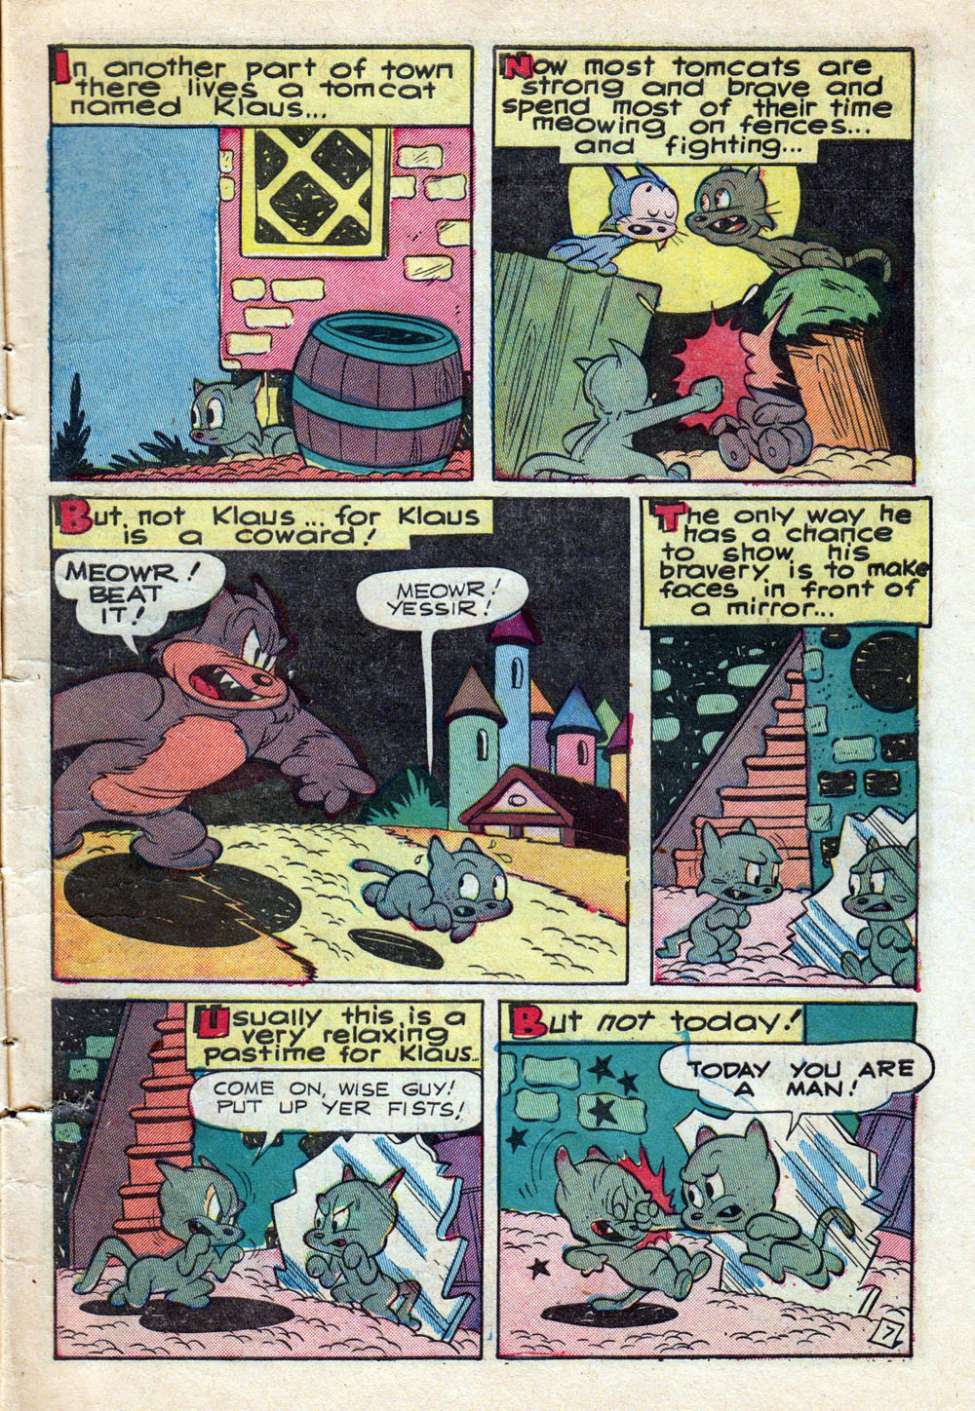 In another part of town
there lives a tomcat
named Klaus...
Now most tomcats are
strong and brave and
spend most of their time
meowing on fences...
and fighting...
But not Klaus... for Klaus
is a coward!
MEOWR!
BEAT
IT!
MEOWR!
YESSIR!
The only way he
has a chance
to show his
bravery is to make
faces in front of
a mirror...
Usually this is a
very relaxing
pastime for Klaus...
COME ON, WISE GUY!
PUT UP YER FISTS!
But not today!
TODAY YOU ARE
A MAN!
7